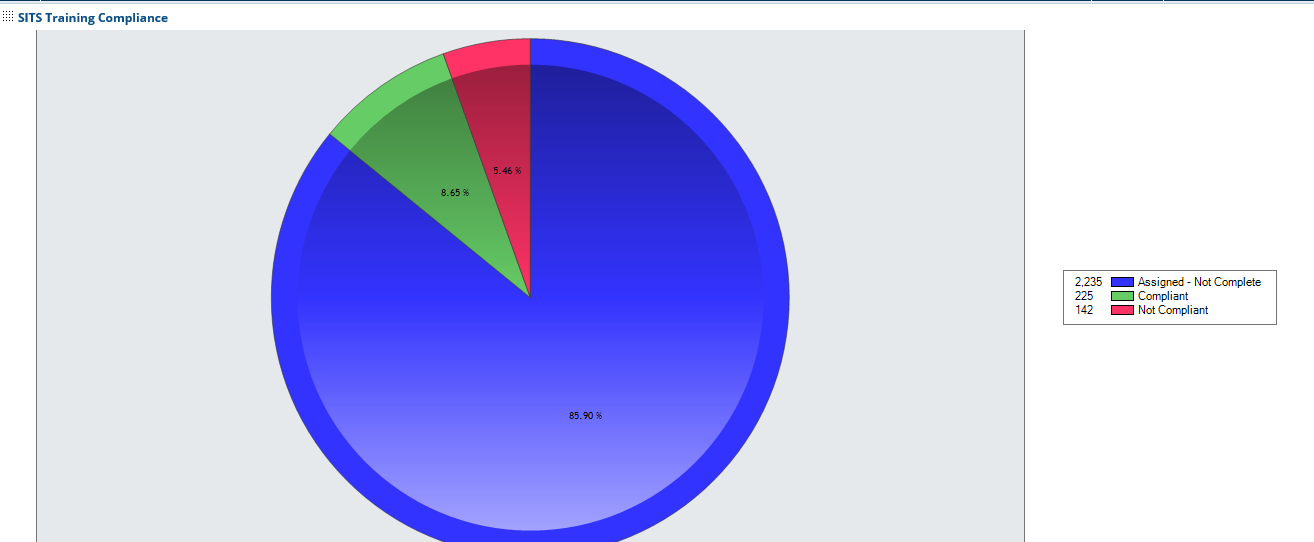 SITS Training Compliance
5.46 %
8.65 %
85.90 %
2,235 Assigned - Not Complete
225 Compliant
142 Not Compliant